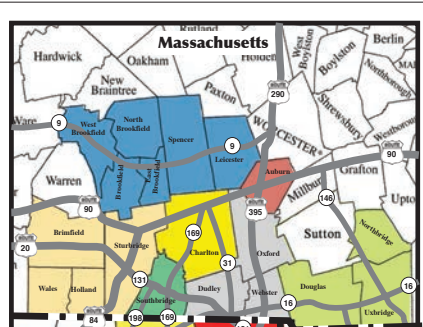 Rutland
Massachusetts
Berlin
Hardwick
Oakham
Holden
West
Boylston
Boylston
Northborough
New
Braintree
Paxton
290
Shrewsbury
Ware
9
West
Brookfield
North
Brookfield
Spencer
9
Leicester
WORCESTER
Westboro
90
Warren
Brookfield
East
Brookfield
Auburn
Millbury
Grafton
Upto
90
395
146
20
Brimfield
Sturbridge
169
Charlton
Oxford
Sutton
Northbridge
131
31
Wales
Holland
Southbridge
Dudley
Webster
Douglas
16
16
Uxbridge
84
198
169